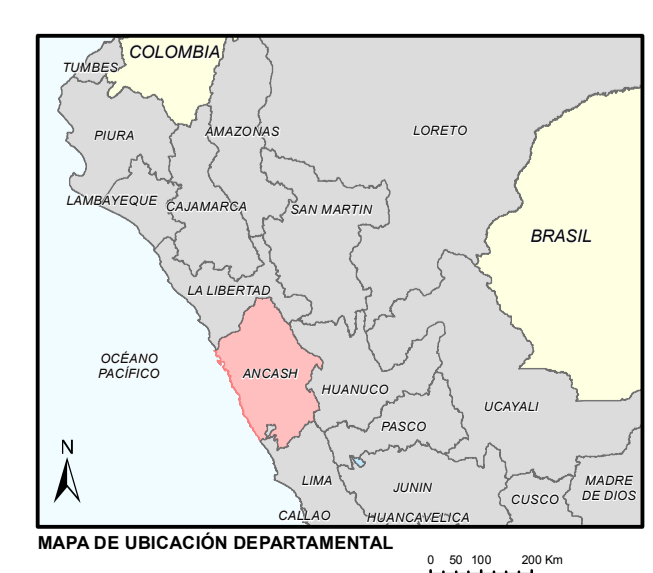 COLOMBIA
TUMBES
PIURA
AMAZONAS
LORETO
LAMBAYEQUE
CAJAMARCA
SAN MARTIN
BRASIL
LA LIBERTAD
OCÉANO
PACÍFICO
ANCASH
HUANUCO
UCAYALI
PASCO
N
LIMA
JUNIN
MADRE
DE DIOS
CUSCO
CALLAO
HUANCAVELICA
MAPA DE UBICACIÓN DEPARTAMENTAL
0 50 100 200 Km